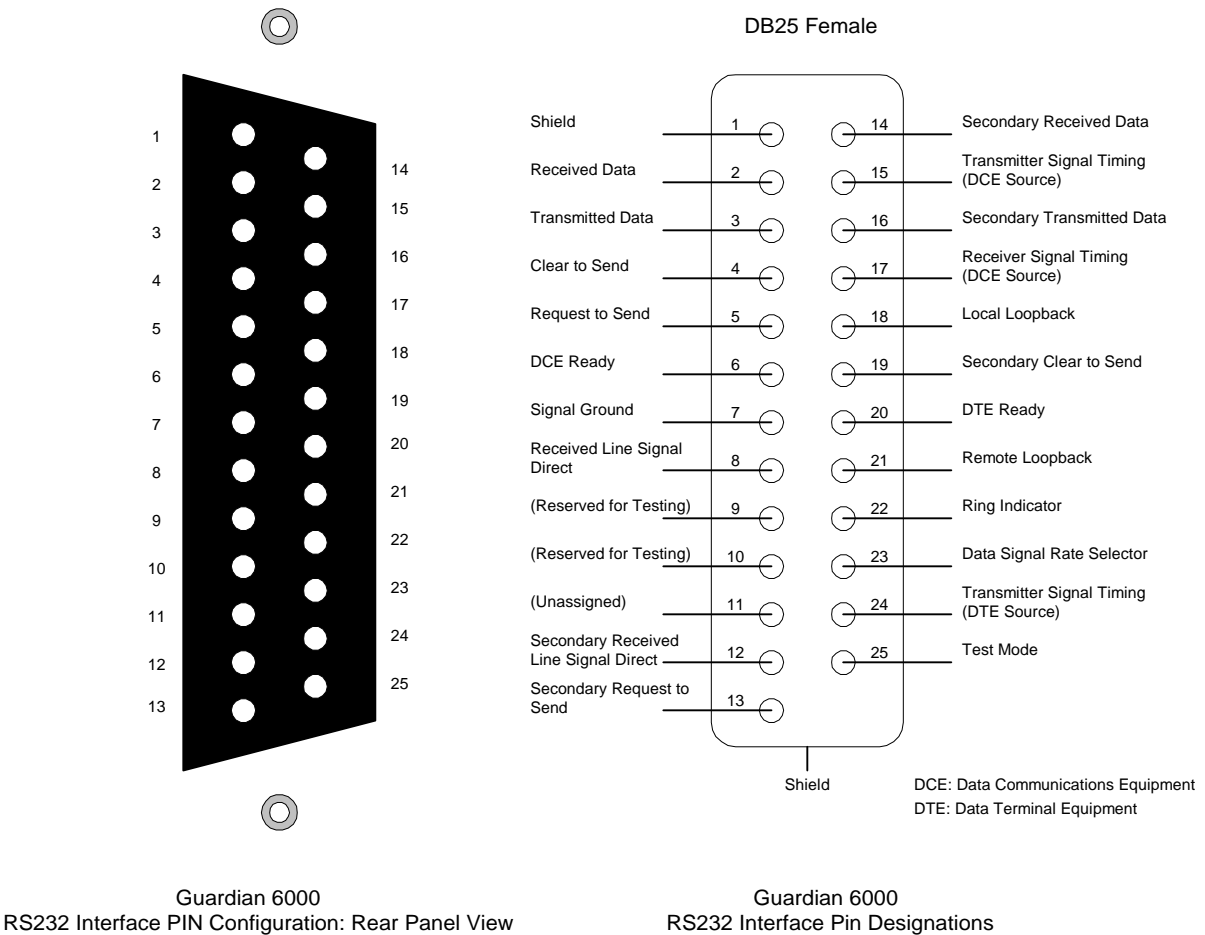 DB25 Female
1
2
3
4
5
6
7
8
9
10
11
12
13
14
15
16
17
18
19
20
21
22
23
24
25
Shield
1
Received Data
2
Transmitted Data
3
Clear to Send
4
Request to Send
5
DCE Ready
6
Signal Ground
7
Received Line Signal
Direct
8
(Reserved for Testing)
9
(Reserved for Testing)
10
(Unassigned)
11
Secondary Received
Line Signal Direct
12
Secondary Request to
Send
13
14
Secondary Received Data
15
Transmitter Signal Timing
(DCE Source)
16
Secondary Transmitted Data
17
Receiver Signal Timing
(DCE Source)
18
Local Loopback
19
Secondary Clear to Send
20
DTE Ready
21
Remote Loopback
22
Ring Indicator
23
Data Signal Rate Selector
24
Transmitter Signal Timing
(DTE Source)
25
Test Mode
Shield
DCE: Data Communications Equipment
DTE: Data Terminal Equipment
Guardian 6000
RS232 Interface PIN Configuration: Rear Panel View
Guardian 6000
RS232 Interface Pin Designations